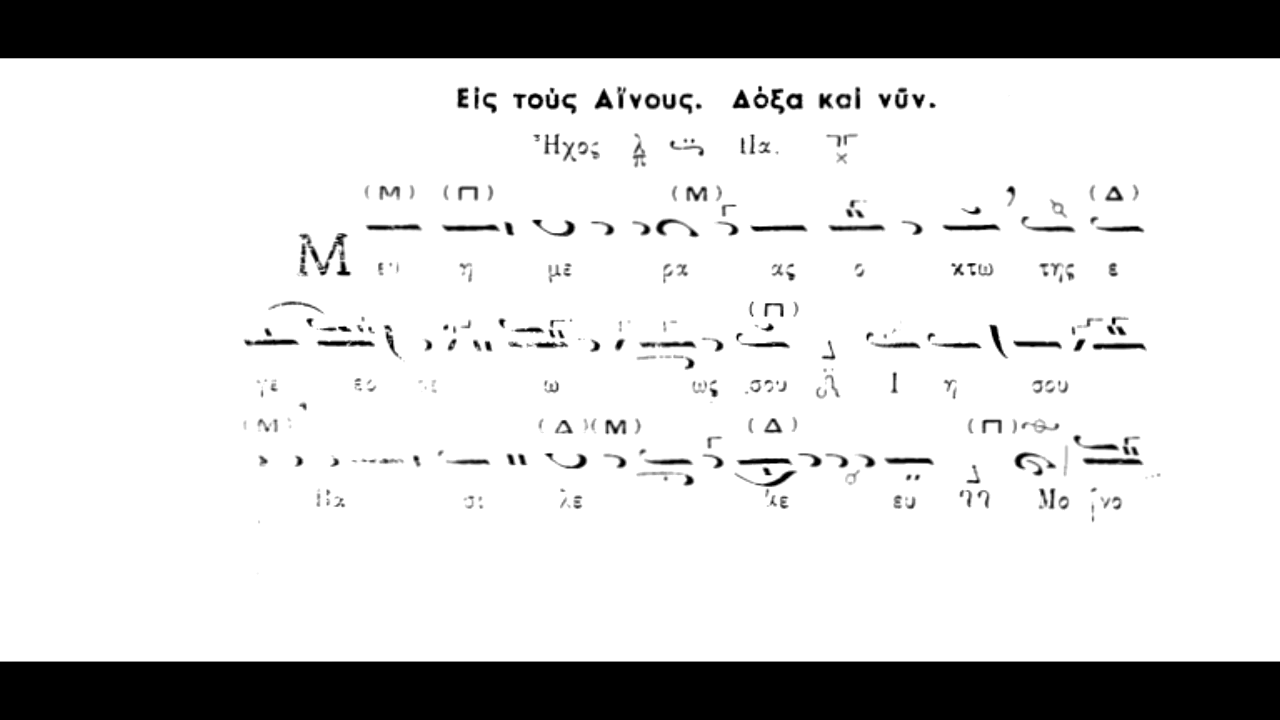 Εἰς τοὺς Αἴνους. Δόξα καὶ νῦν.
Ἦχος λ π Πα.
(Μ) (Π) (Μ) (Δ)
Μ η με ρα ας ο κτω της ε
(Π)
γε ω ως σου Ι η σου
(Μ) (Δ)(Μ) (Δ) (Π)
σι λε ευ Μο νο